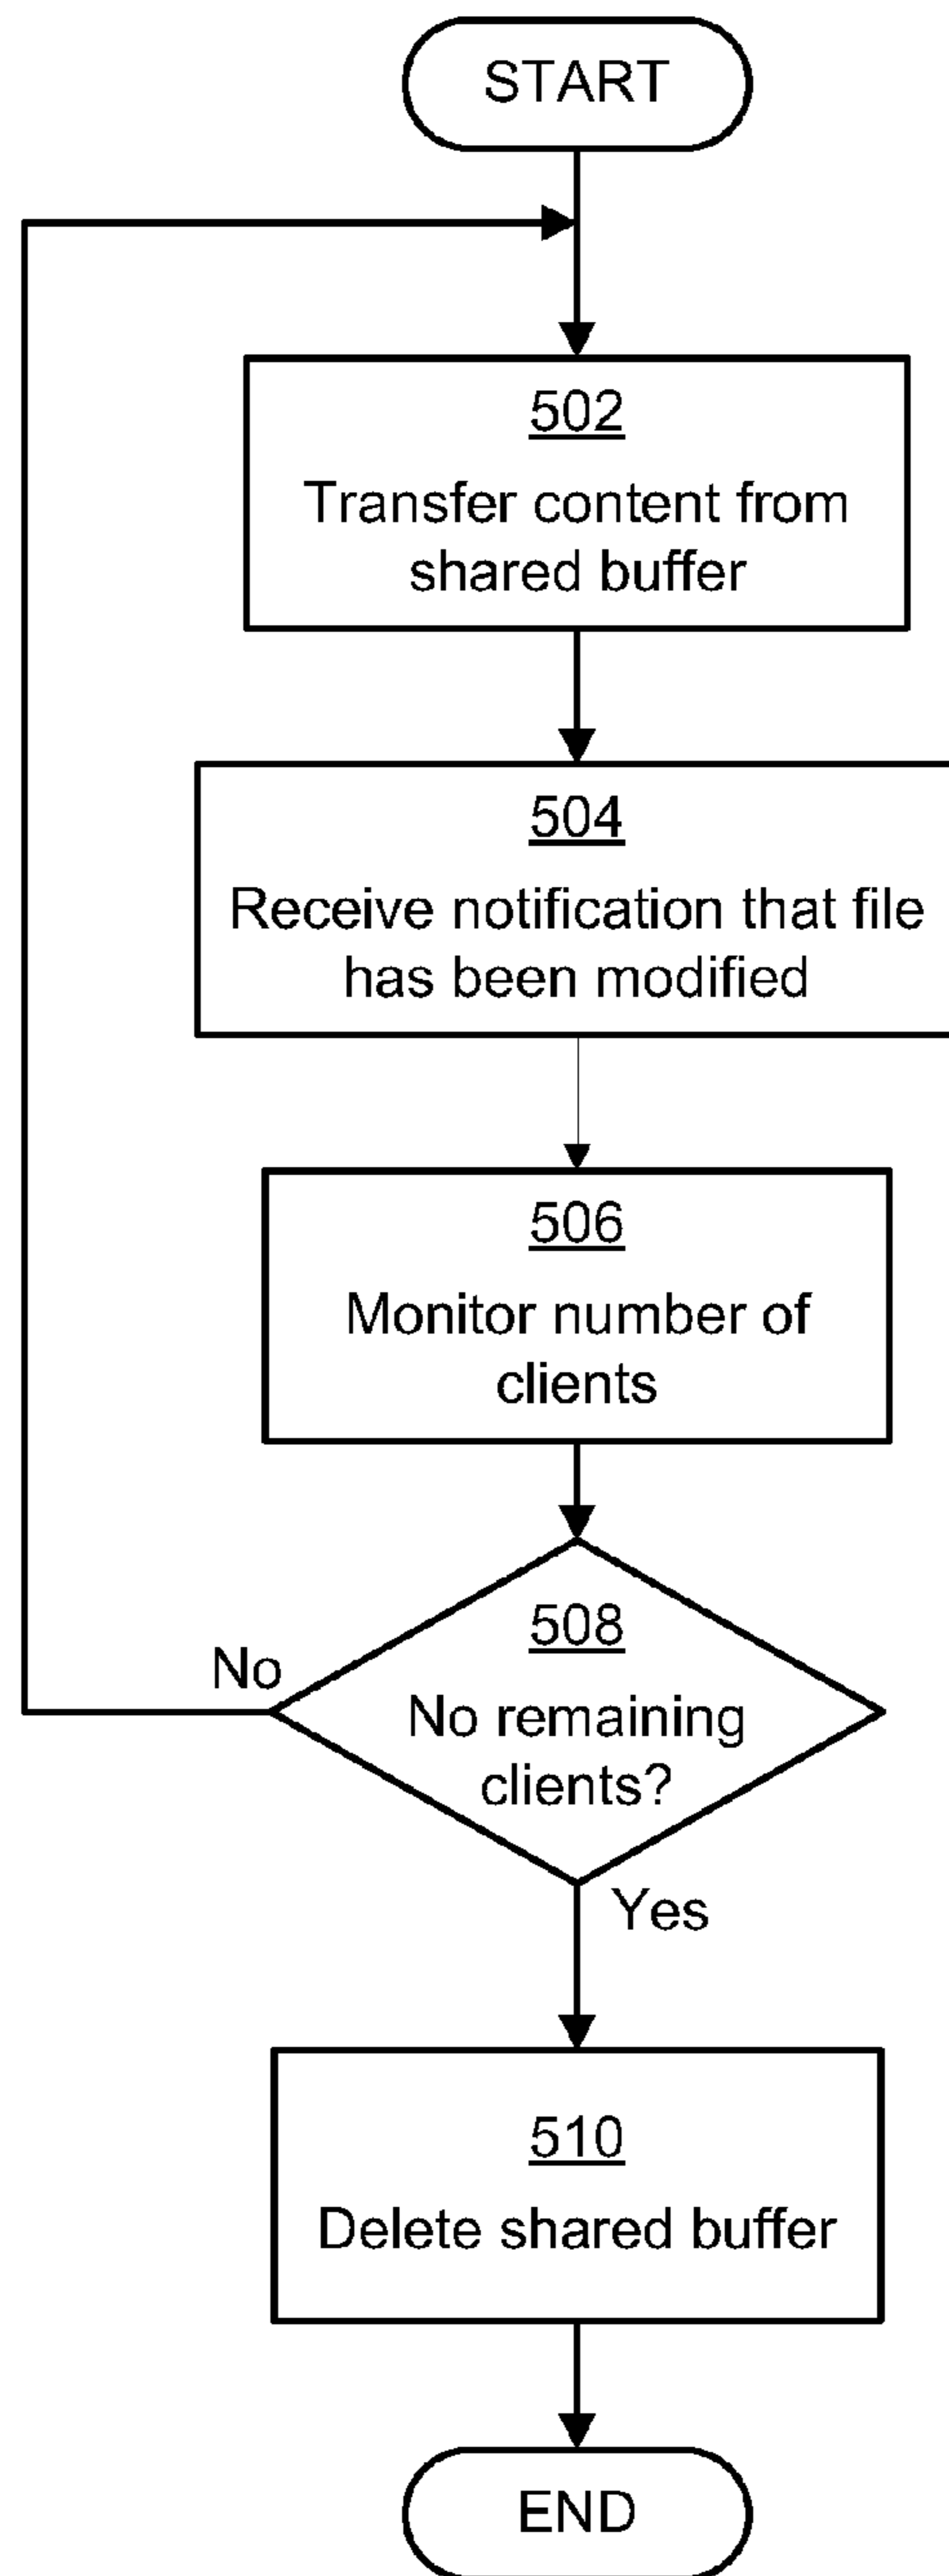 START
502
Transfer content from
shared buffer
504
Receive notification that file
has been modified
506
Monitor number of
clients
508
No remaining
clients?
No
Yes
510
Delete shared buffer
END